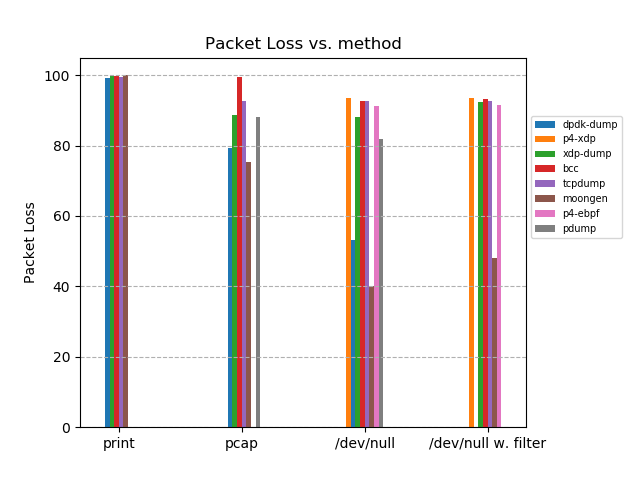 Packet Loss vs. method
Packet Loss
100
80
60
40
20
0
print
pcap
/dev/null
/dev/null w. filter
dpdk-dump
p4-xdp
xdp-dump
bcc
tcpdump
moongen
p4-ebpf
pdump